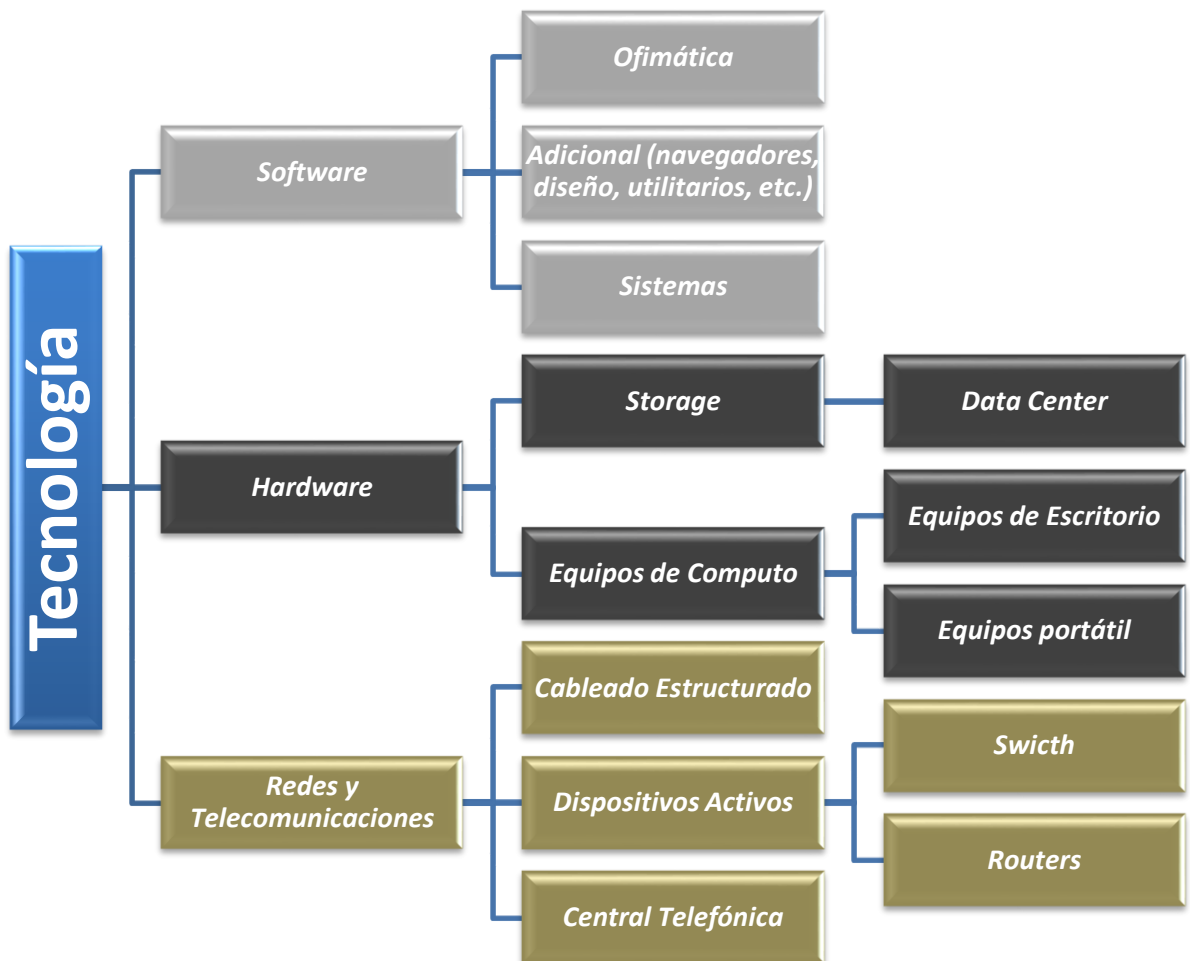 Tecnología
Software
Ofimática
Adicional (navegadores,
diseño, utilitarios, etc.)
Sistemas
Hardware
Storage
Data Center
Equipos de Computo
Equipos de Escritorio
Equipos portátil
Redes y
Telecomunicaciones
Cableado Estructurado
Dispositivos Activos
Swicth
Routers
Central Telefónica